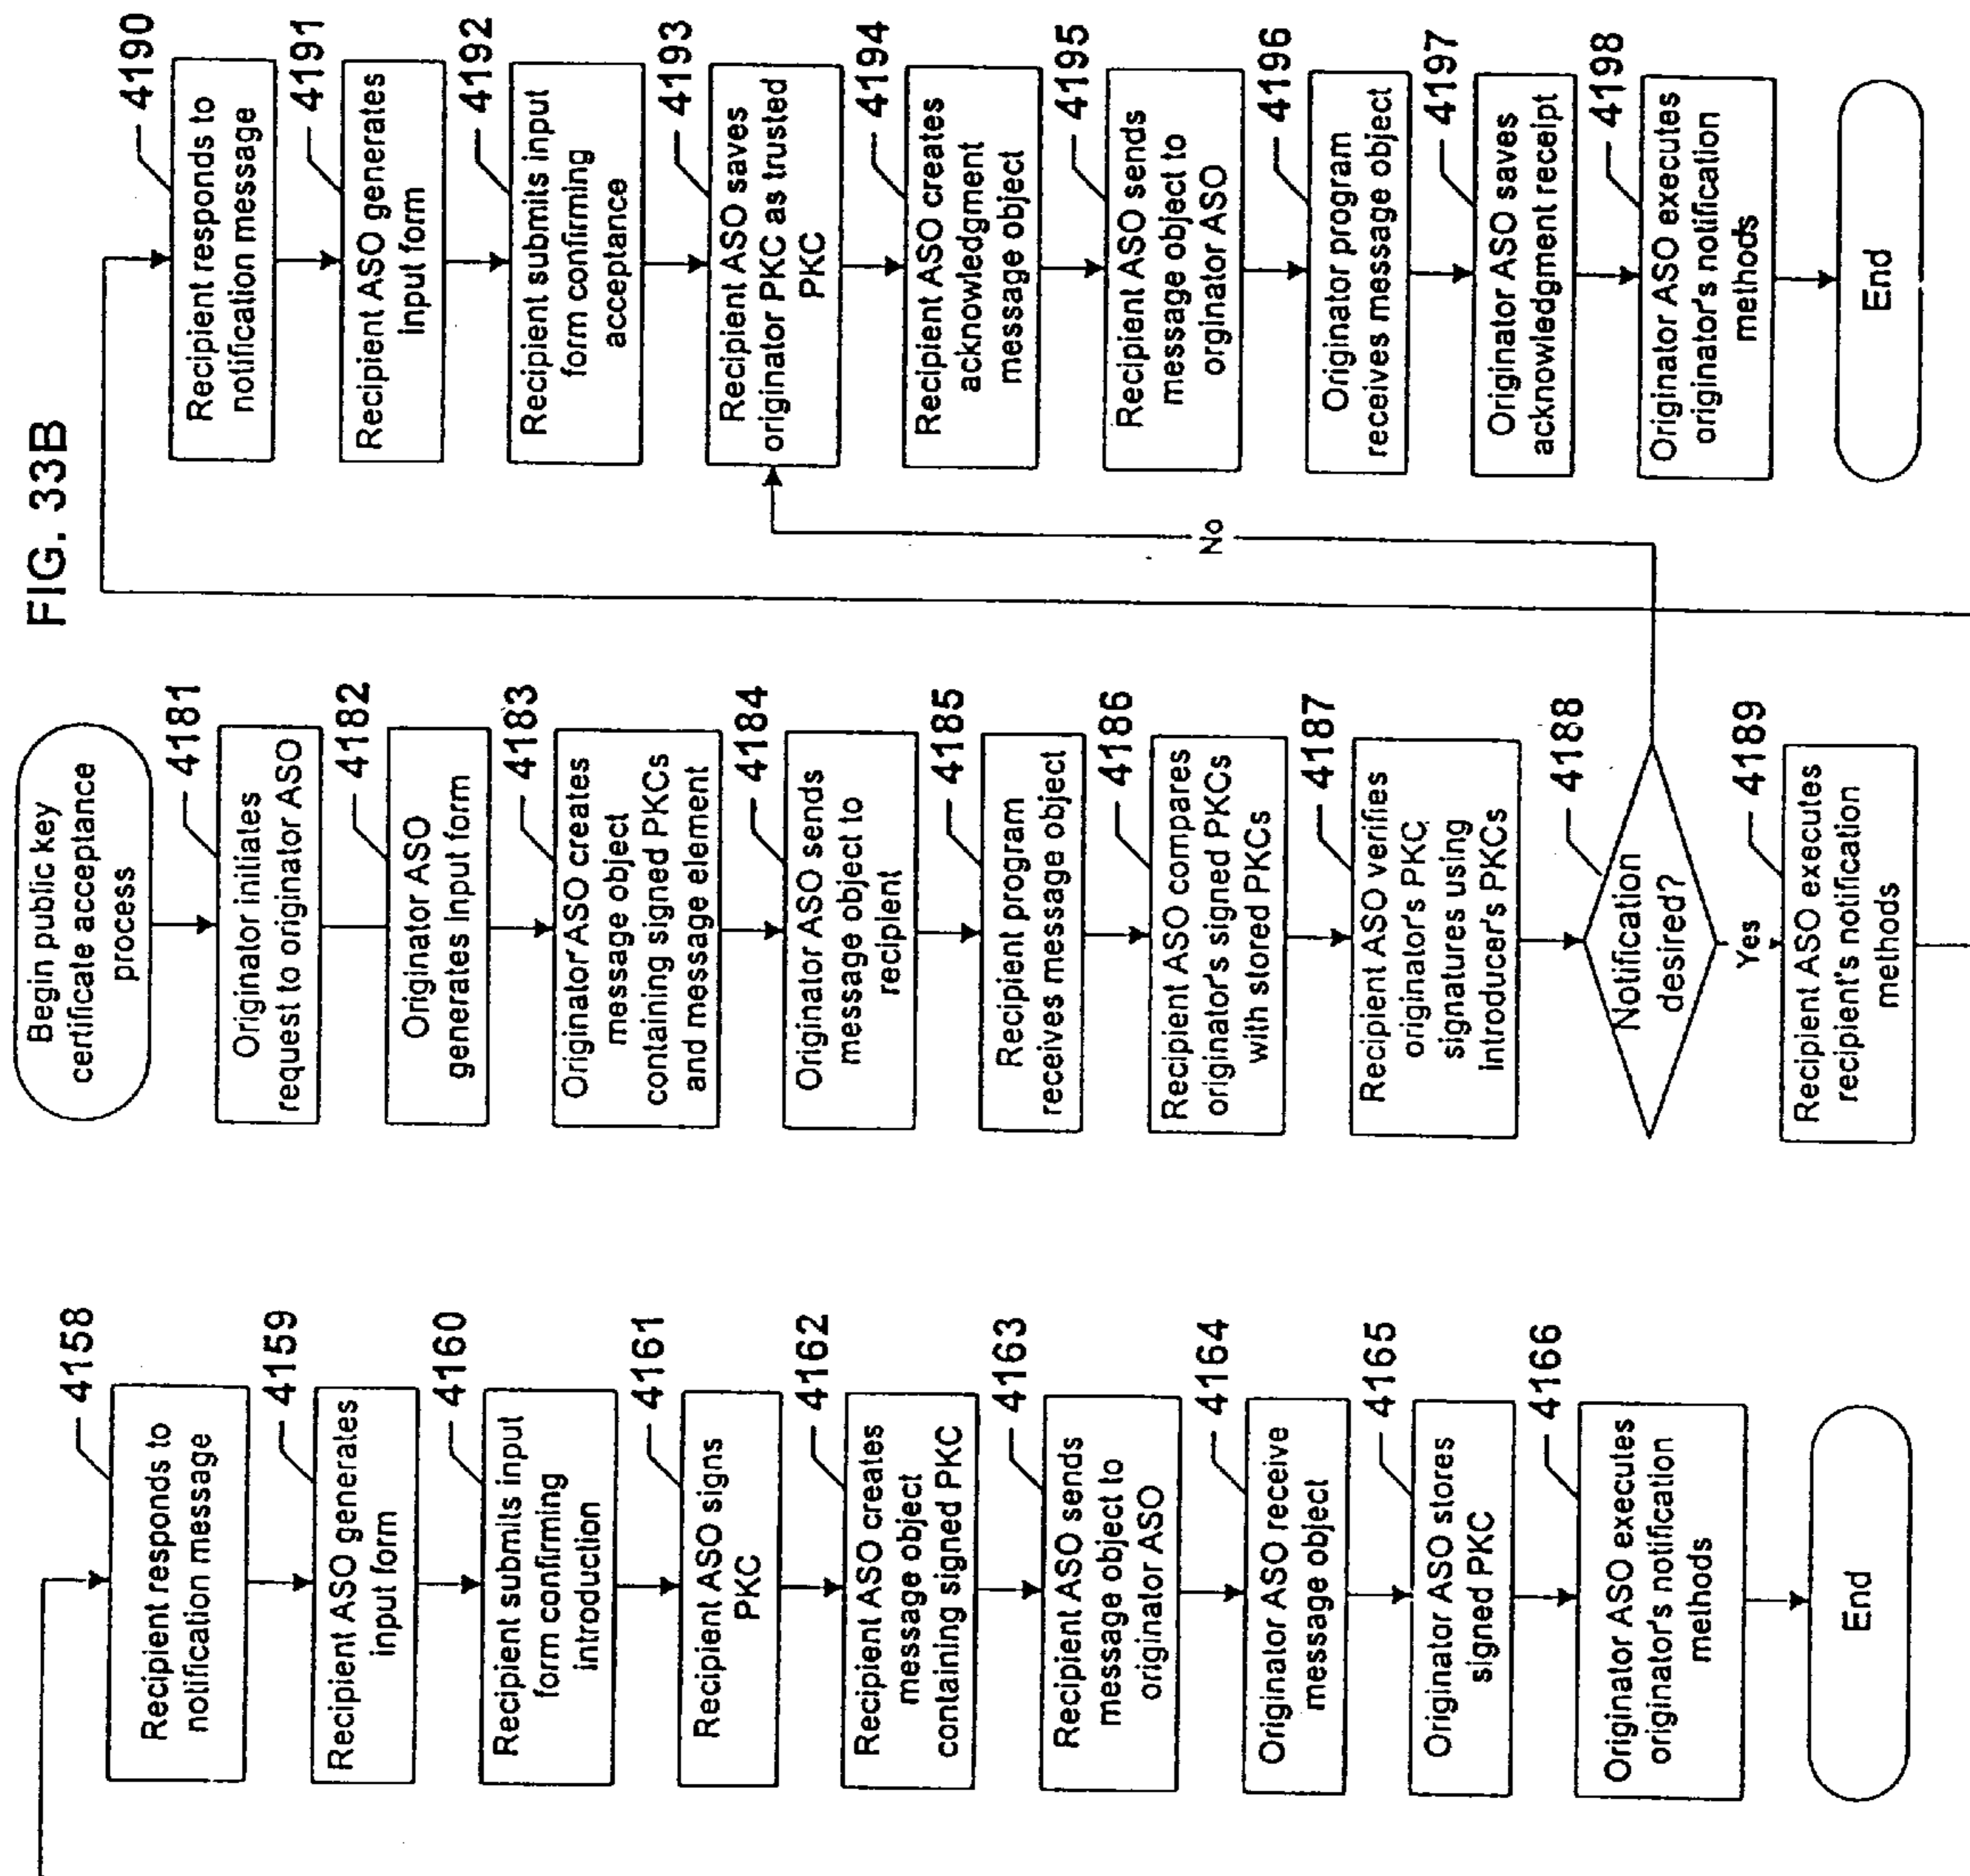 FIG. 33B
4158
Recipient responds to
notification message
4159
Recipient ASO generates
input form
4160
Recipient submits input
form confirming
introduction
4161
Recipient ASO signs
PKC
4162
Recipient ASO creates
message object
containing signed PKC
4163
Recipient ASO sends
message object to
originator ASO
4164
Originator ASO receive
message object
4165
Originator ASO stores
signed PKC
4166
Originator ASO executes
originator's notification
methods
End
Begin public key
certificate acceptance
process
4181
Originator initiates
request to originator ASO
4182
Originator ASO
generates input form
4183
Originator ASO creates
message object
containing signed PKCs
and message element
4184
Originator ASO sends
message object to
recipient
4185
Recipient program
receives message object
4186
Recipient ASO compares
originator's signed PKCs
with stored PKCs
4187
Recipient ASO verifies
originator's PKC
signatures using
introducer's PKCs
4188
Notification
desired?
No
Yes
4189
Recipient ASO executes
recipient's notification
methods
4190
Recipient responds to
notification message
4191
Recipient ASO generates
input form
4192
Recipient submits input
form confirming
acceptance
4193
Recipient ASO saves
originator PKC as trusted
PKC
4194
Recipient ASO creates
acknowledgment
message object
4195
Recipient ASO sends
message object to
orginator ASO
4196
Originator program
receives message object
4197
Originator ASO saves
acknowledgment receipt
4198
Originator ASO executes
originator's notification
methods
End